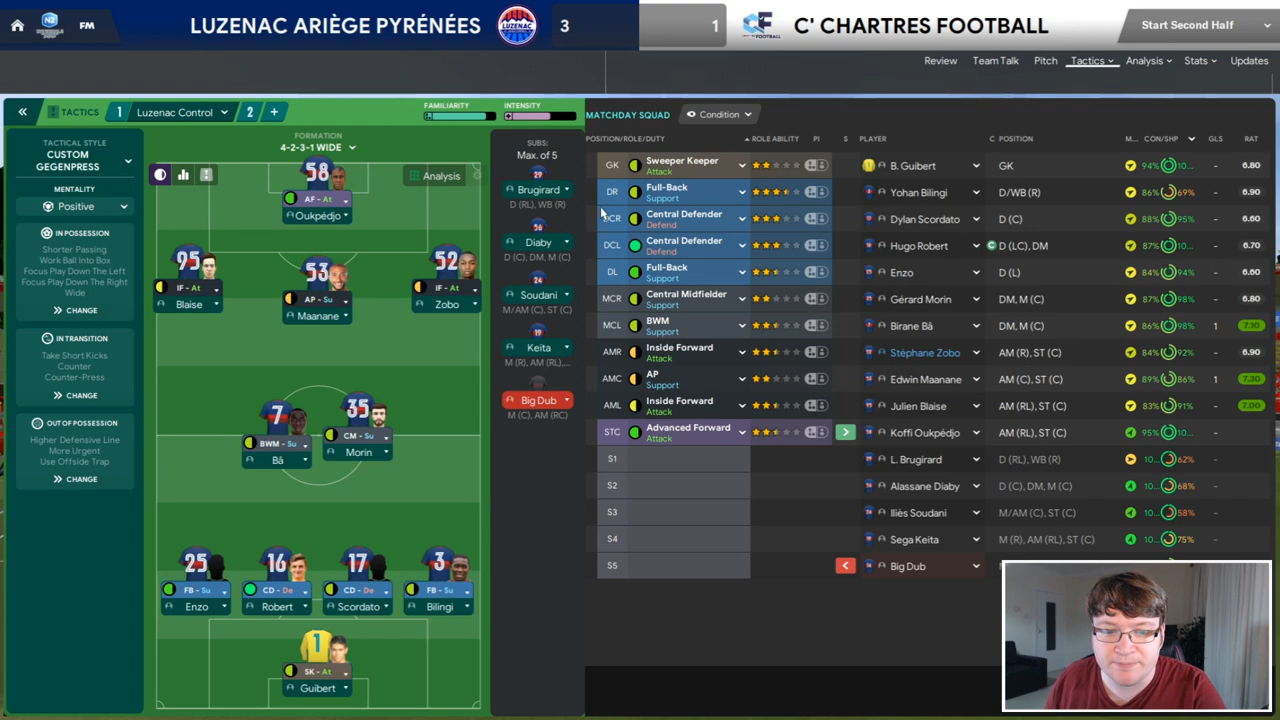 FM
LUZENAC ARIÈGE PYRÉNÉES 3
1 C' CHARTRES FOOTBALL
Start Second Half
Review Team Talk Pitch Tactics Analysis Stats Updates
TACTICS 1 Luzenac Control 2 +
FAMILIARITY INTENSITY
TACTICAL STYLE
CUSTOM
GEGENPRESS
MENTALITY
Positive
IN POSSESSION
Shorter Passing
Work Ball Into Box
Focus Play Down The Left
Focus Play Down The Right
Wide
CHANGE
IN TRANSITION
Take Short Kicks
Counter
Counter-Press
CHANGE
OUT OF POSSESSION
Higher Defensive Line
More Urgent
Use Offside Trap
CHANGE
FORMATION
4-2-3-1 WIDE
Analysis
58
AF - At
Oukpédjo
95
IF - At
Blaise
53
AP - Su
Maanane
52
IF - At
Zobo
7
BWM - Su
Bâ
35
CM - Su
Morin
25
FB - Su
Enzo
16
CD - De
Robert
17
CD - De
Scordato
3
FB - Su
Bilingi
1
SK - At
Guibert
SUBS:
Max. of 5
29
Brugirard
D (RL), WB (R)
56
Diaby
D (C), DM, M (C)
24
Soudani
M/AM (C), ST (C)
19
Keita
M (R), AM (RL),...
Big Dub
M (C), AM (RC)
MATCHDAY SQUAD Condition
POSITION/ROLE/DUTY ROLE ABILITY PI S PLAYER C POSITION M... CON/SHP GLS RAT
GK Sweeper Keeper Attack B. Guibert GK 94% 10... - 6.80
DR Full-Back Support Yohan Bilingi D/WB (R) 86% 69% - 6.90
DCR Central Defender Defend Dylan Scordato D (C) 88% 95% - 6.60
DCL Central Defender Defend Hugo Robert C D (LC), DM 87% 10... - 6.70
DL Full-Back Support Enzo D (L) 84% 94% - 6.60
MCR Central Midfielder Support Gérard Morin DM, M (C) 87% 98% - 6.80
MCL BWM Support Birane Bâ DM, M (C) 86% 98% 1 7.10
AMR Inside Forward Attack Stéphane Zobo AM (R), ST (C) 84% 92% - 6.90
AMC AP Support Edwin Maanane AM (C), ST (C) 89% 86% 1 7.30
AML Inside Forward Attack Julien Blaise AM (RL), ST (C) 83% 91% - 7.00
STC Advanced Forward Attack Koffi Oukpédjo AM (RL), ST (C) 95% 10... - -
S1 L. Brugirard D (RL), WB (R) 10... 62% - -
S2 Alassane Diaby D (C), DM, M (C) 10... 68% - -
S3 Iliès Soudani M/AM (C), ST (C) 10... 58% - -
S4 Sega Keita M (R), AM (RL), ST (C) 10... 75% - -
S5 Big Dub